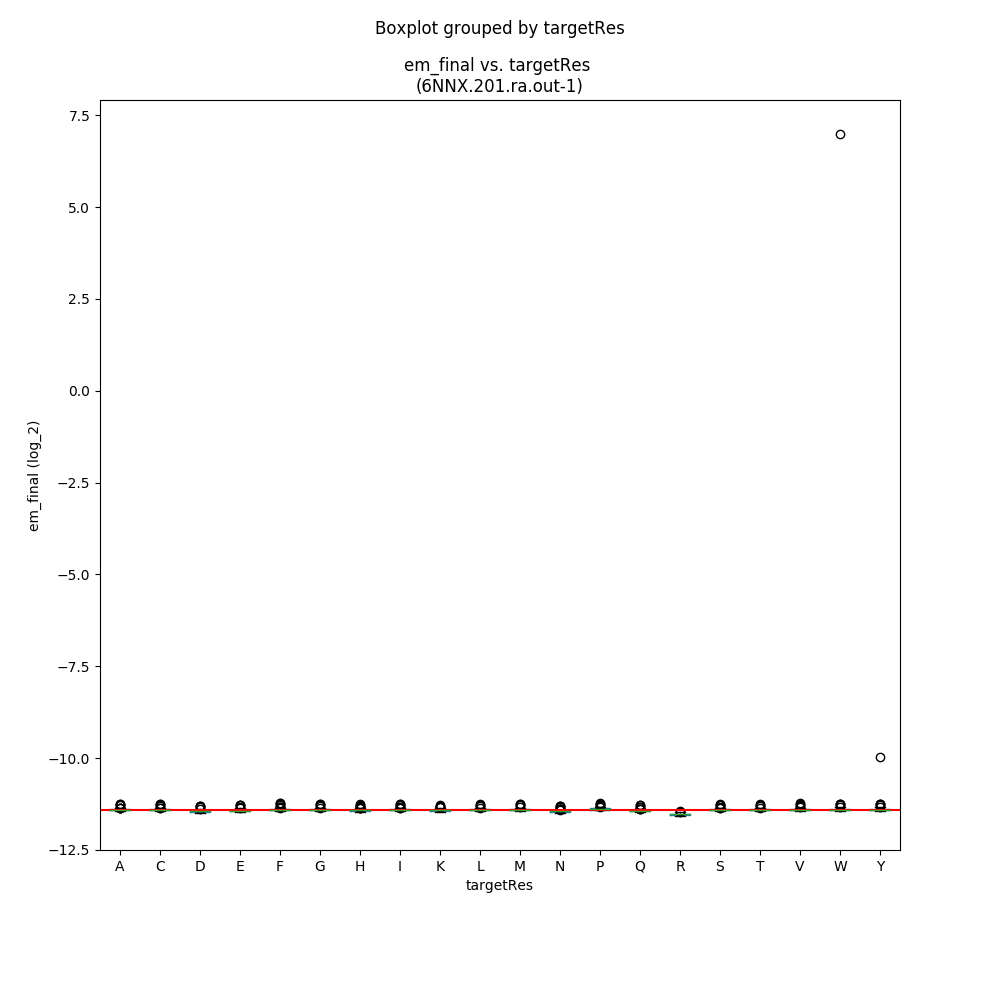 Boxplot grouped by targetRes
em_final vs. targetRes
(6NNX.201.ra.out-1)
7.5
5.0
2.5
0.0
−2.5
−5.0
−7.5
−10.0
−12.5
em_final (log_2)
A C D E F G H I K L M N P Q R S T V W Y
targetRes